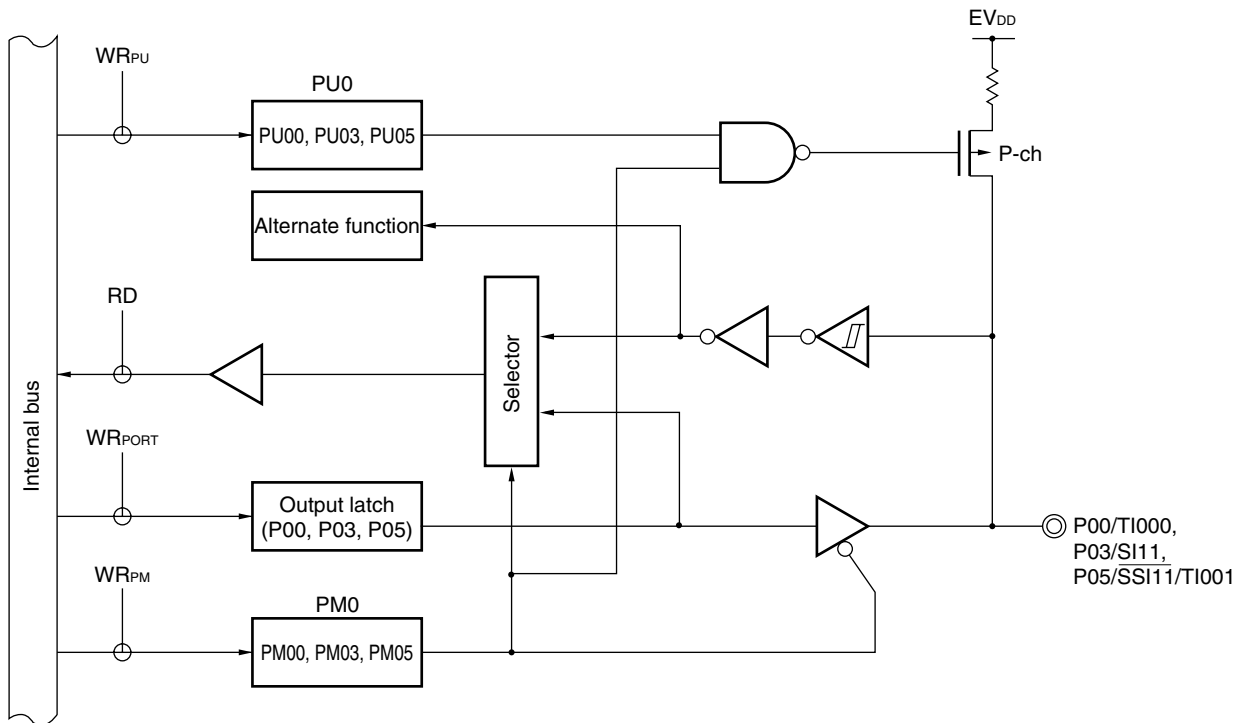 EVDD
WRPU
PU0
PU00, PU03, PU05
P-ch
Alternate function
RD
Selector
Internal bus
WRPORT
Output latch
(P00, P03, P05)
P00/TI000,
P03/SI11,
P05/SSI11/TI001
WRPM
PM0
PM00, PM03, PM05